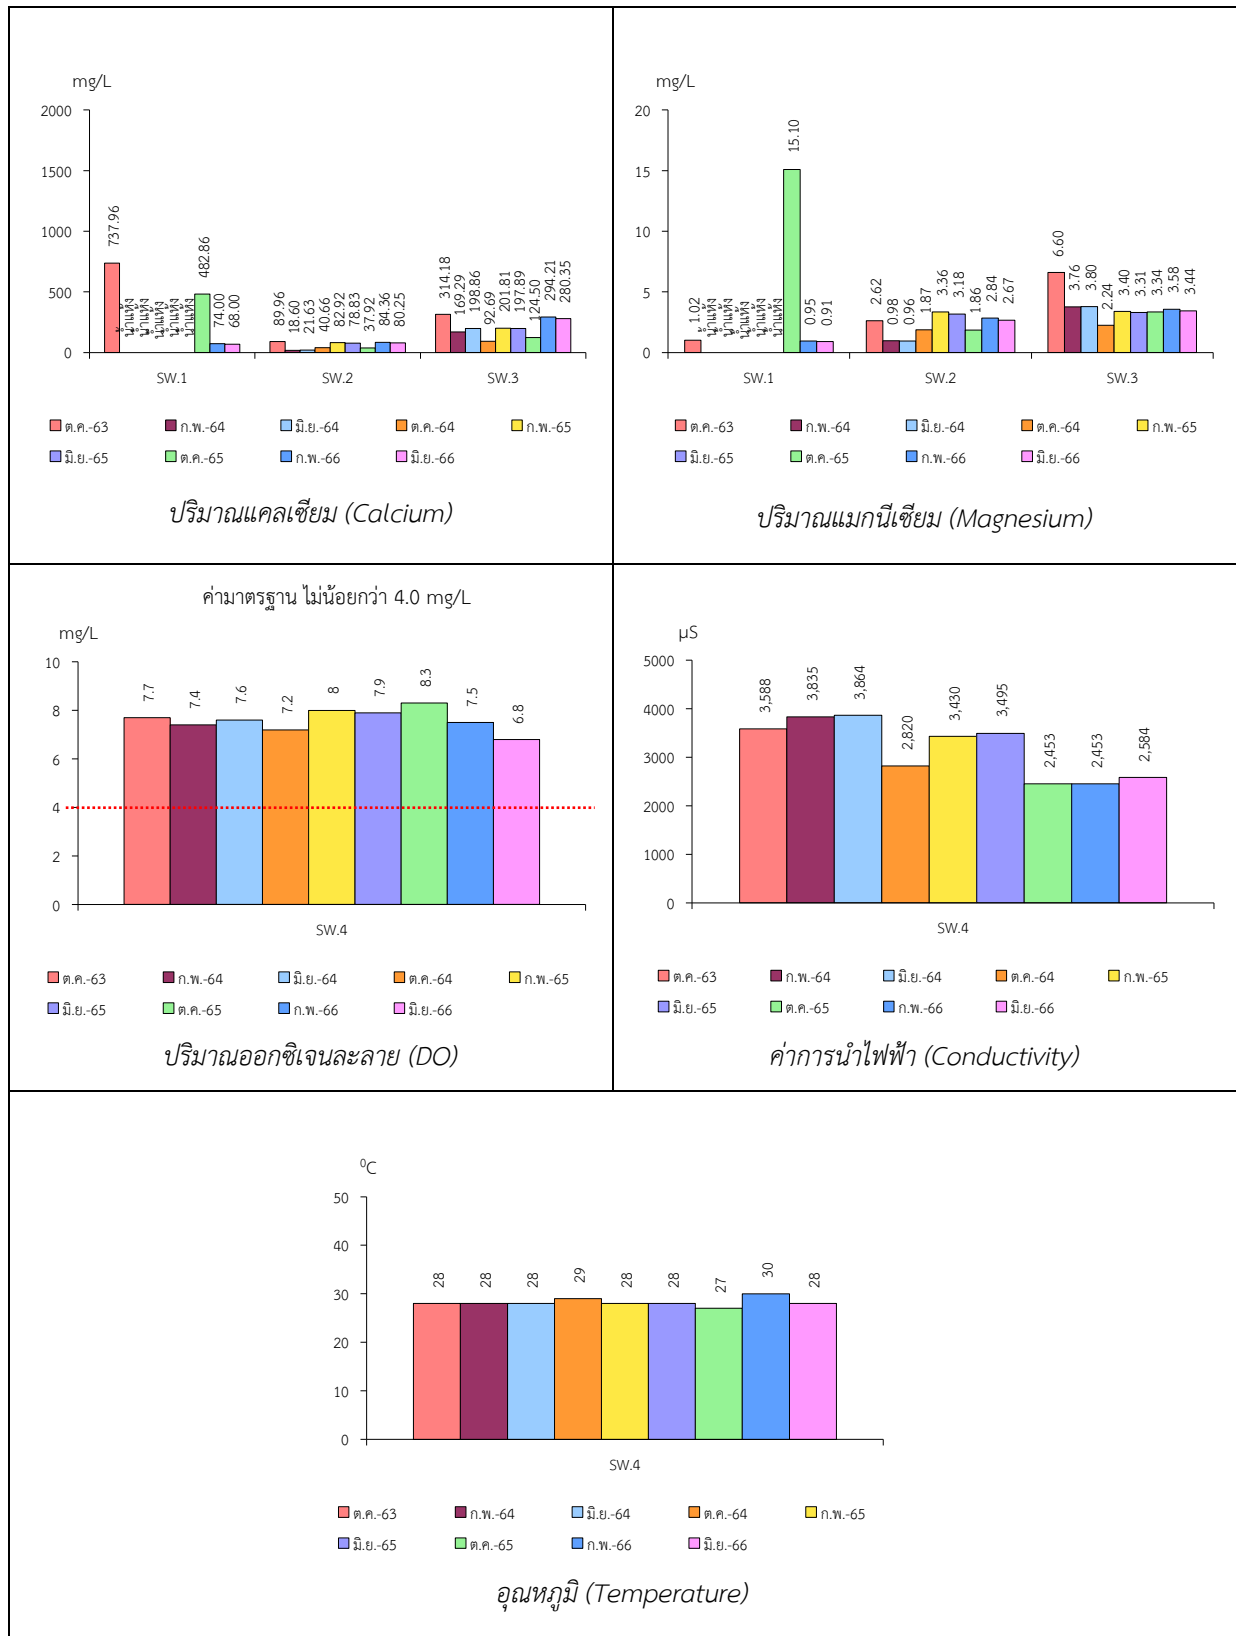 mg/L
2000
1500
1000
500
0
737.96
น้ำแห้ง
น้ำแห้ง
น้ำแห้ง
น้ำแห้ง
น้ำแห้ง
482.86
74.00
68.00
89.96
18.60
21.63
40.66
82.92
78.83
37.92
84.36
80.25
314.18
169.29
198.86
92.69
201.81
197.89
124.50
294.21
280.35
SW.1 SW.2 SW.3
ต.ค.-63 ก.พ.-64 มิ.ย.-64 ต.ค.-64 ก.พ.-65
มิ.ย.-65 ต.ค.-65 ก.พ.-66 มิ.ย.-66
ปริมาณแคลเซียม (Calcium)
mg/L
20
15
10
5
0
1.02
น้ำแห้ง
น้ำแห้ง
น้ำแห้ง
น้ำแห้ง
น้ำแห้ง
15.10
0.95
0.91
2.62
0.98
0.96
1.87
3.36
3.18
1.86
2.84
2.67
6.60
3.76
3.80
2.24
3.40
3.31
3.34
3.58
3.44
SW.1 SW.2 SW.3
ต.ค.-63 ก.พ.-64 มิ.ย.-64 ต.ค.-64 ก.พ.-65
มิ.ย.-65 ต.ค.-65 ก.พ.-66 มิ.ย.-66
ปริมาณแมกนีเซียม (Magnesium)
ค่ามาตรฐาน ไม่น้อยกว่า 4.0 mg/L
mg/L
10
8
6
4
2
0
7.7
7.4
7.6
7.2
8
7.9
8.3
7.5
6.8
SW.4
ต.ค.-63 ก.พ.-64 มิ.ย.-64 ต.ค.-64 ก.พ.-65
มิ.ย.-65 ต.ค.-65 ก.พ.-66 มิ.ย.-66
ปริมาณออกซิเจนละลาย (DO)
µS
5000
4000
3000
2000
1000
0
3,588
3,835
3,864
2,820
3,430
3,495
2,453
2,453
2,584
SW.4
ต.ค.-63 ก.พ.-64 มิ.ย.-64 ต.ค.-64 ก.พ.-65
มิ.ย.-65 ต.ค.-65 ก.พ.-66 มิ.ย.-66
ค่าการนำไฟฟ้า (Conductivity)
⁰C
50
40
30
20
10
0
28
28
28
29
28
28
27
30
28
SW.4
ต.ค.-63 ก.พ.-64 มิ.ย.-64 ต.ค.-64 ก.พ.-65
มิ.ย.-65 ต.ค.-65 ก.พ.-66 มิ.ย.-66
อุณหภูมิ (Temperature)